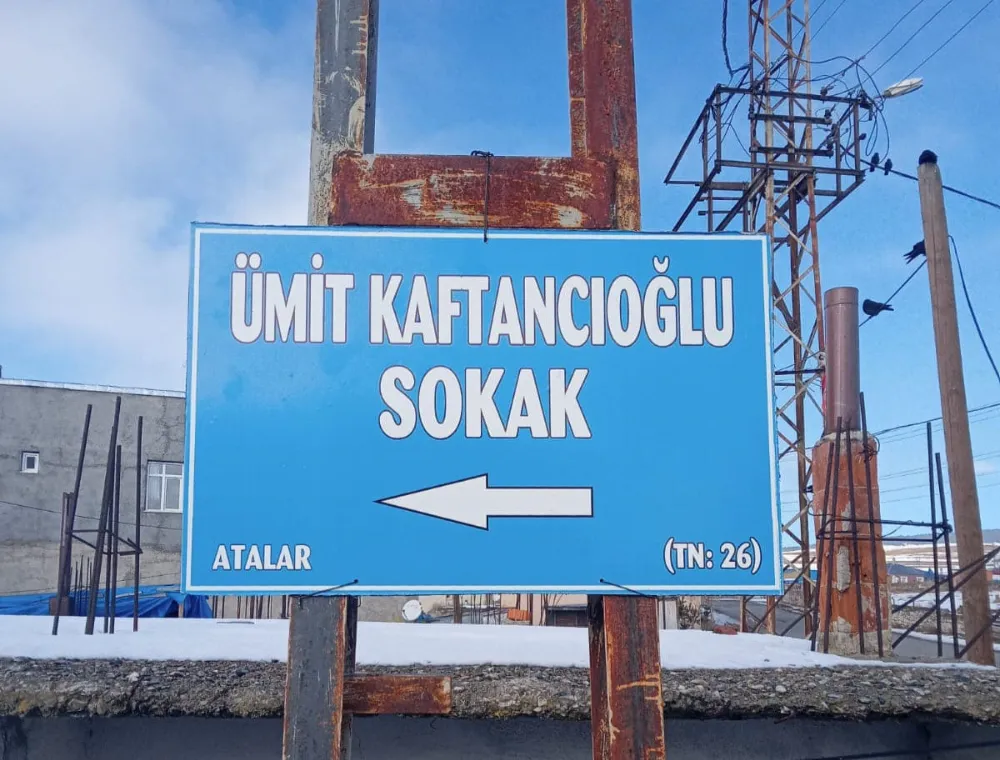 ÜMİT KAFTANCIOĞLU
SOKAK
ATALAR (TN: 26)